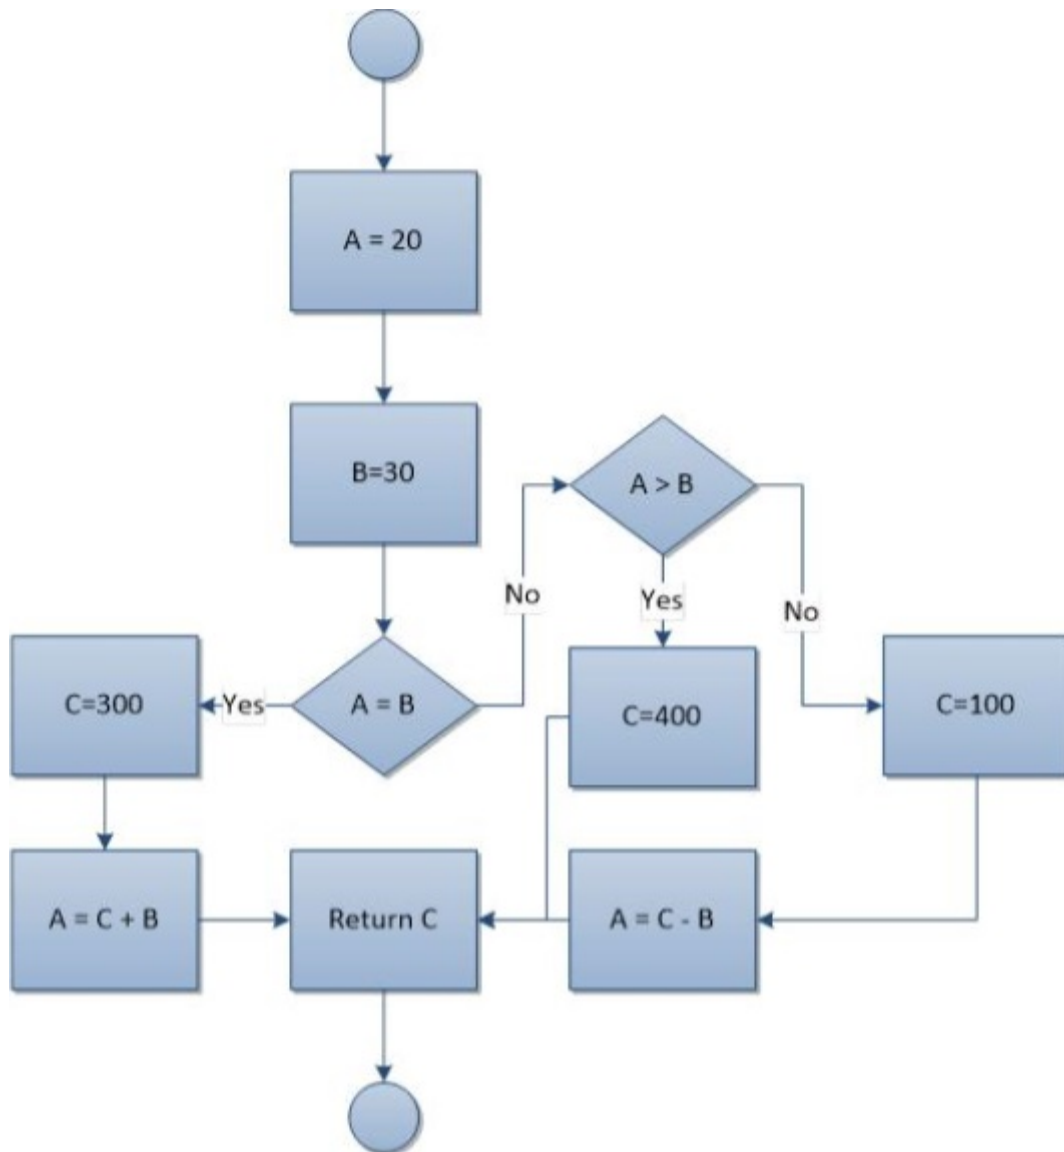 A = 20
B=30
A > B
No
Yes
No
C=300
Yes
A = B
C=400
C=100
A = C + B
Return C
A = C - B